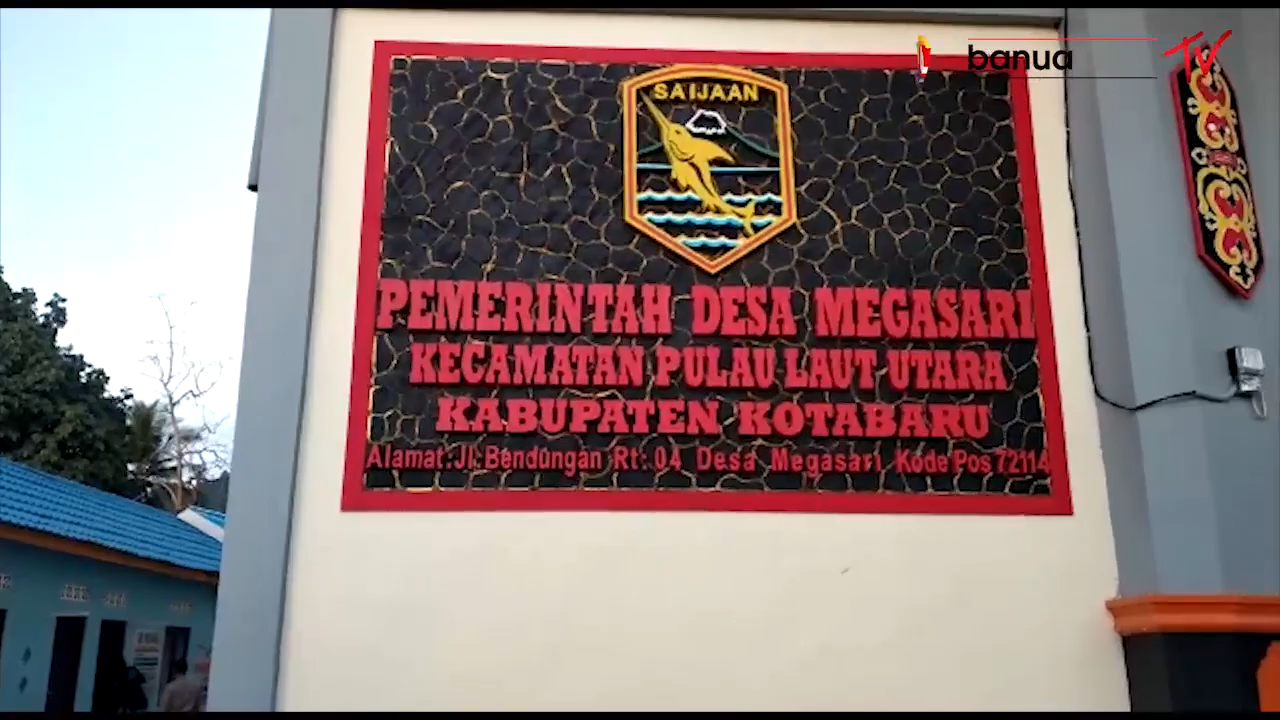 banua TV
SAIJAAN
PEMERINTAH DESA MEGASARI
KECAMATAN PULAU LAUT UTARA
KABUPATEN KOTABARU
Alamat:Jl.Bendungan Rt:04 Desa Megasari Kode Pos 72114